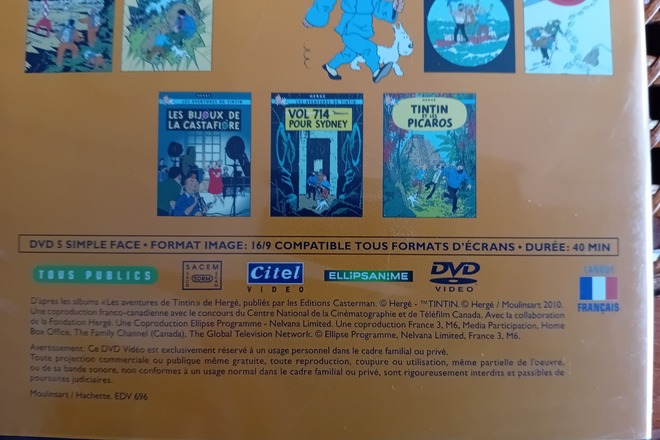 HERGÉ
LES AVENTURES DE TINTIN
LES BIJOUX DE
LA CASTAFIORE
HERGÉ
LES AVENTURES DE TINTIN
VOL 714
POUR SYDNEY
HERGÉ
TINTIN
ET LES
PICAROS
DVD 5 SIMPLE FACE • FORMAT IMAGE: 16/9 COMPATIBLE TOUS FORMATS D'ÉCRANS • DURÉE: 40 MIN
TOUS PUBLICS
SACEM
SDRM
Citel
VIDEO
ELLIPSANIME
DVD
VIDEO
LANGUE
FRANÇAIS
D'après les albums «Les aventures de Tintin» de Hergé, publiés par les Editions Casterman. © Hergé - ™TINTIN. © Hergé / Moulinsart 2010.
Une coproduction franco-canadienne avec le concours du Centre National de la Cinématographie et de Téléfilm Canada. Avec la collaboration
de la Fondation Hergé. Une Coproduction Ellipse Programme - Nelvana Limited. Une coproduction France 3, M6, Media Participation, Home
Box Office, The Family Channel (Canada), The Global Television Network. © Ellipse Programme, Nelvana Limited, France 3, M6.
Avertissement: Ce DVD Vidéo est exclusivement réservé à un usage personnel dans le cadre familial ou privé.
Toute projection commerciale ou publique même gratuite, toute reproduction, coupure ou utilisation, même partielle de l'oeuvre,
ou de sa bande sonore, non conformes à un usage normal dans le cadre familial ou privé, sont rigoureusement interdits et passibles de
poursuites judiciaires.
Moulinsart / Hachette. EDV 696